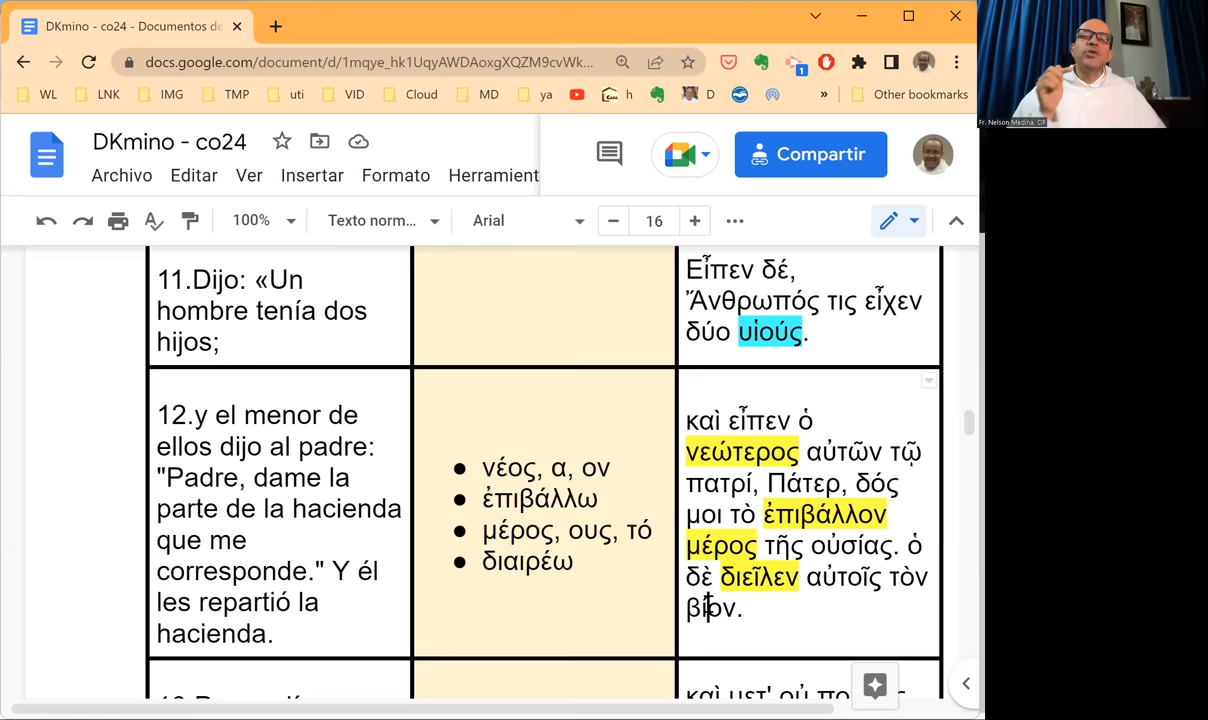 DKmino - co24 - Documentos de
docs.google.com/document/d/1mqye_hk1UqyAWDAoxgXQZM9cvWk...
WL LNK IMG TMP uti VID Cloud MD ya h D » Other bookmarks
Fr. Nelson Medina, OP
DKmino - co24
Compartir
Archivo Editar Ver Insertar Formato Herramient
100% Texto norm... Arial 16
11.Dijo: «Un
hombre tenía dos
hijos;
Εἶπεν δέ,
Ἄνθρωπός τις εἶχεν
δύο υἱούς.
12.y el menor de
ellos dijo al padre:
"Padre, dame la
parte de la hacienda
que me
corresponde." Y él
les repartió la
hacienda.
● νέος, α, ον
● ἐπιβάλλω
● μέρος, ους, τό
● διαιρέω
καὶ εἶπεν ὁ
νεώτερος αὐτῶν τῷ
πατρί, Πάτερ, δός
μοι τὸ ἐπιβάλλον
μέρος τῆς οὐσίας. ὁ
δὲ διεῖλεν αὐτοῖς τὸν
βίον.
καὶ μετ' οὐ